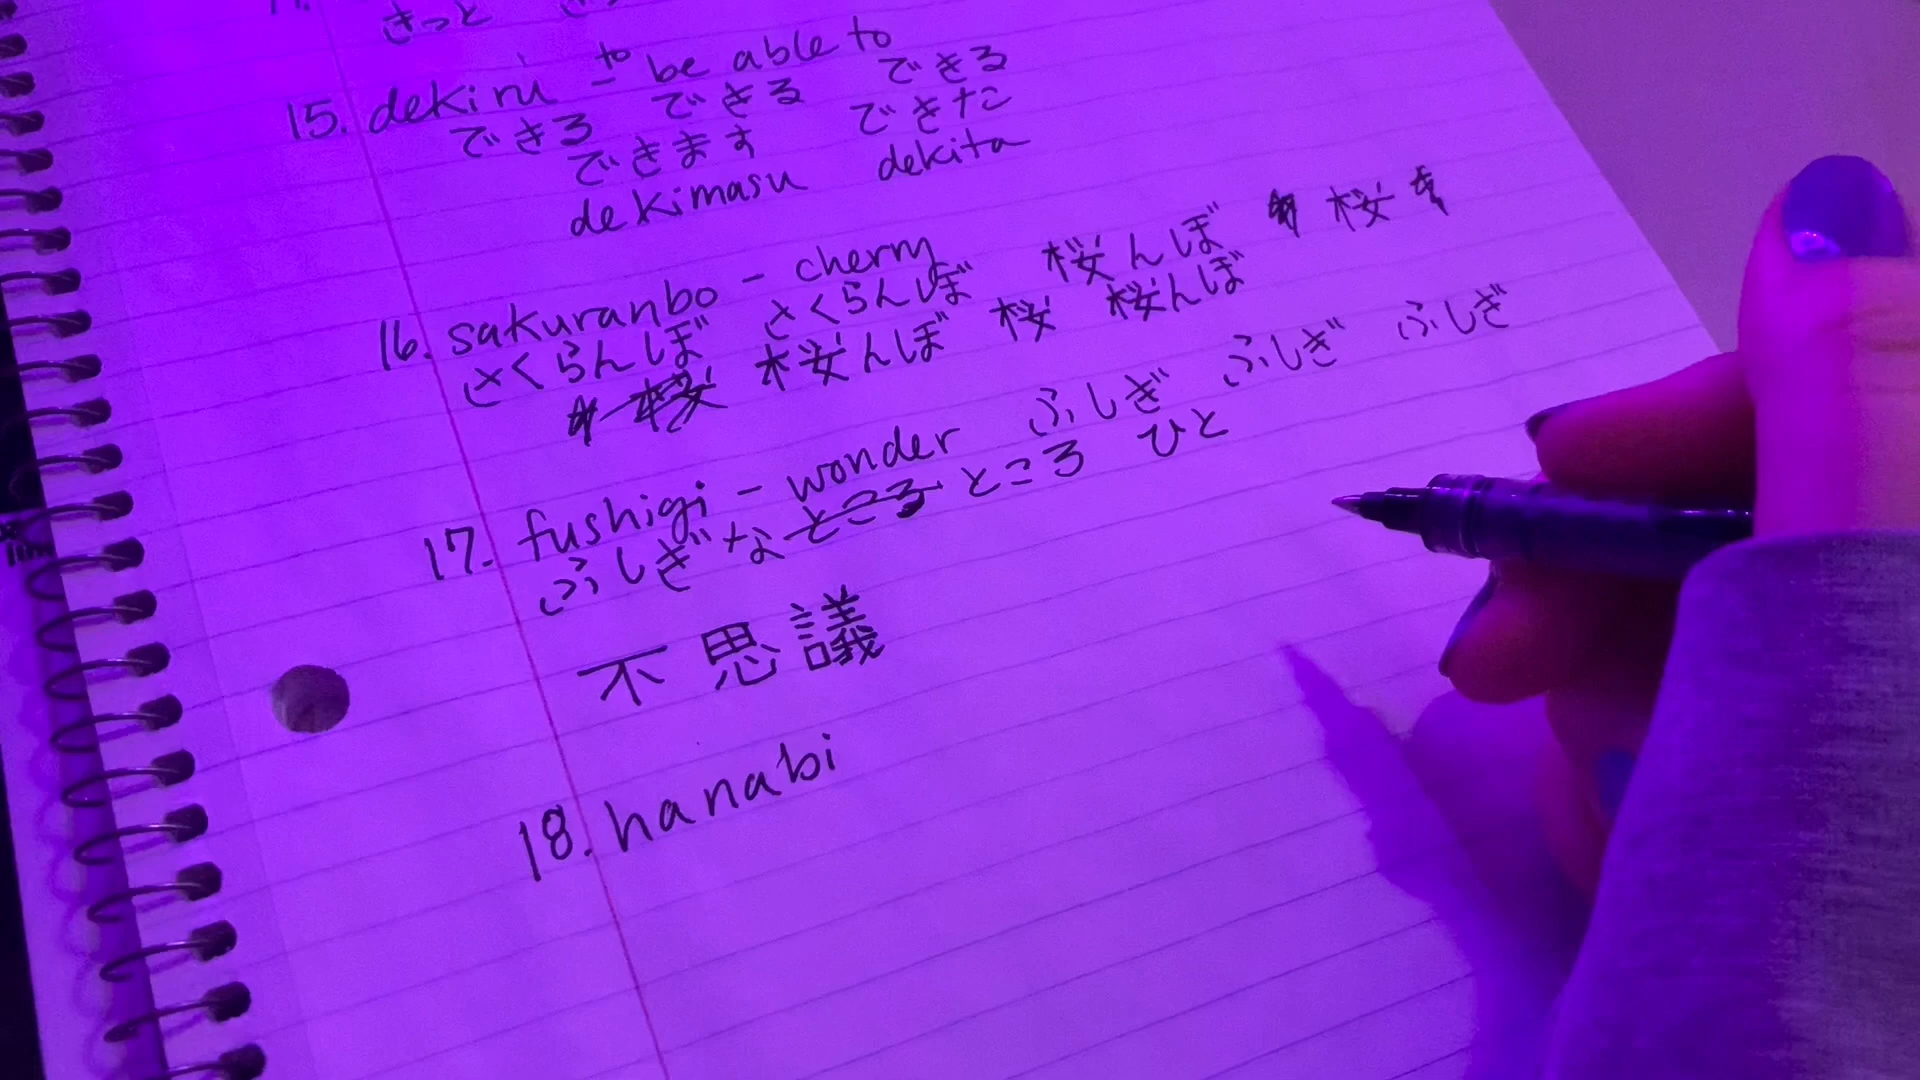 きっと
15. dekiru - to be able to
できる できる できる
できます できた
dekimasu dekita
16. sakuranbo - cherry
さくらんぼ さくらんぼ 桜んぼ 桜
桜んぼ 桜 桜んぼ
17. fushigi - wonder ふしぎ ふしぎ ふしぎ
ふしぎな ところ ところ ひと
不思議
18. hanabi